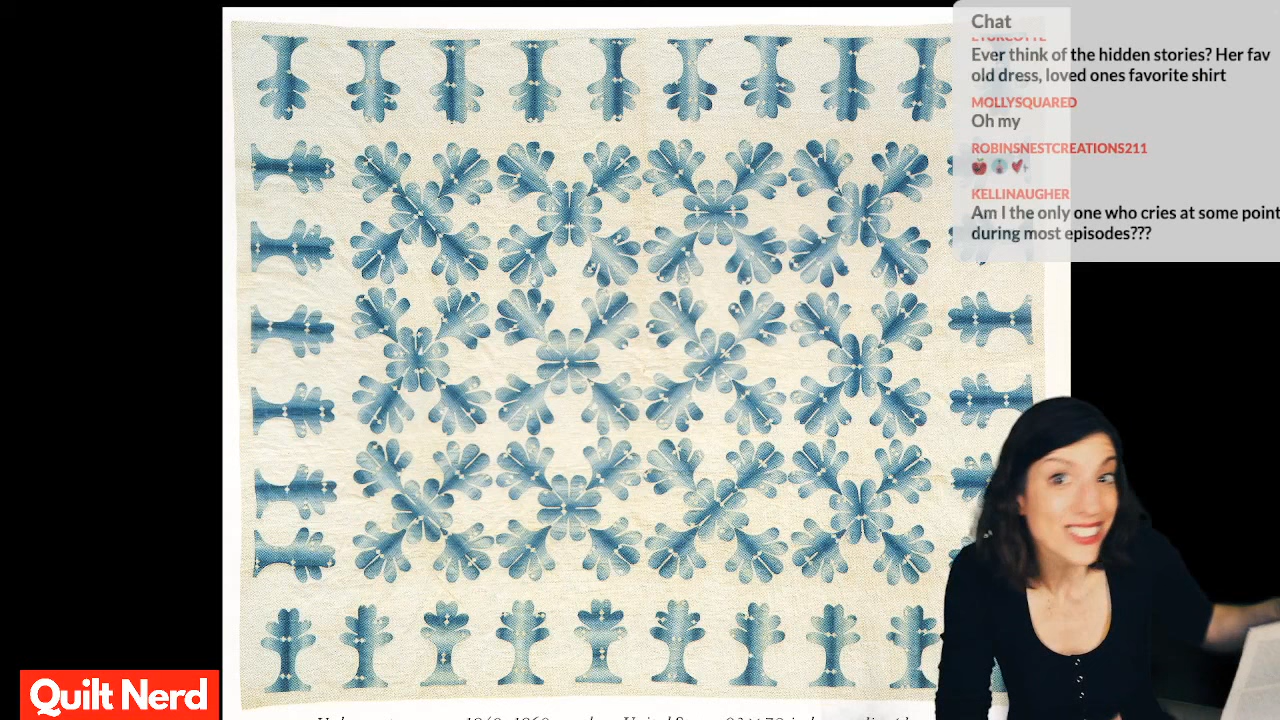 Chat
Ever think of the hidden stories? Her fav
old dress, loved ones favorite shirt
MOLLYSQUARED
Oh my
ROBINSNESTCREATIONS211
KELLINAUGHER
Am I the only one who cries at some point
during most episodes???
Quilt Nerd